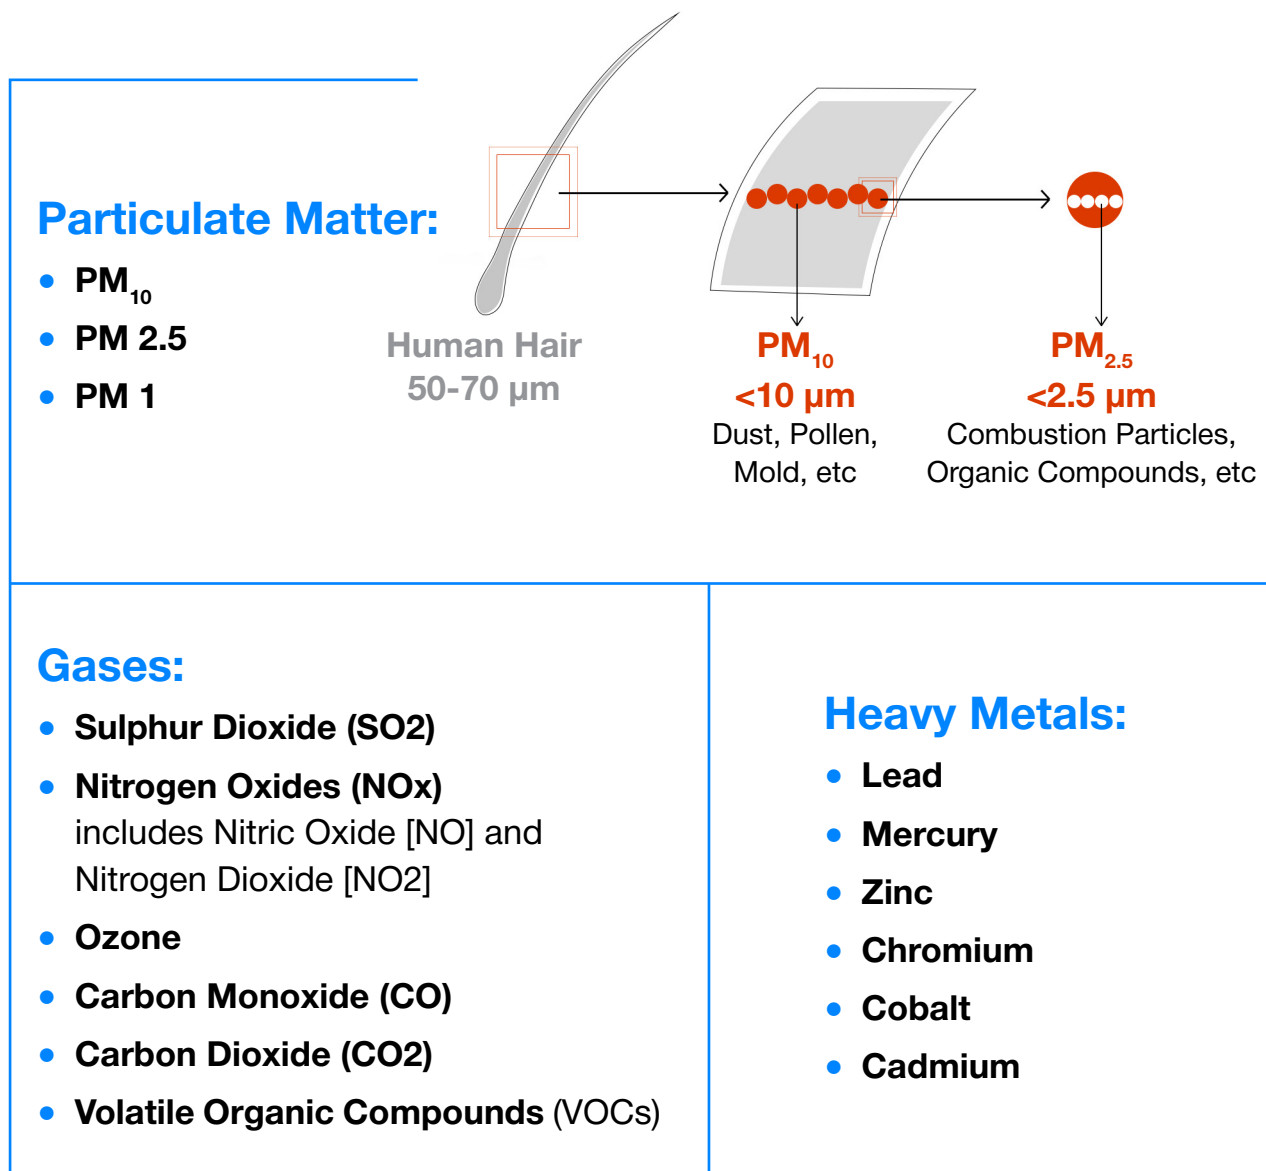 Particulate Matter:
• PM10
• PM 2.5
• PM 1
Human Hair
50-70 µm
PM10
<10 µm
Dust, Pollen,
Mold, etc
PM2.5
<2.5 µm
Combustion Particles,
Organic Compounds, etc
Gases:
• Sulphur Dioxide (SO2)
• Nitrogen Oxides (NOx)
includes Nitric Oxide [NO] and
Nitrogen Dioxide [NO2]
• Ozone
• Carbon Monoxide (CO)
• Carbon Dioxide (CO2)
• Volatile Organic Compounds (VOCs)
Heavy Metals:
• Lead
• Mercury
• Zinc
• Chromium
• Cobalt
• Cadmium